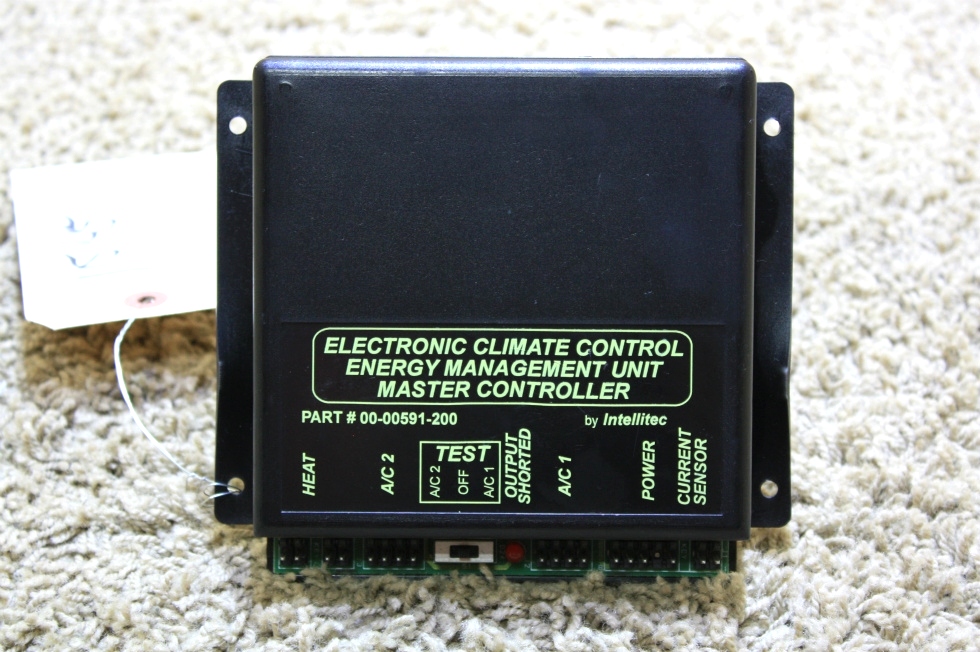 ELECTRONIC CLIMATE CONTROL
ENERGY MANAGEMENT UNIT
MASTER CONTROLLER
PART # 00-00591-200
by Intellitec
HEAT
A/C 2
TEST
A/C 2
OFF
A/C 1
OUTPUT
SHORTED
A/C 1
POWER
CURRENT
SENSOR